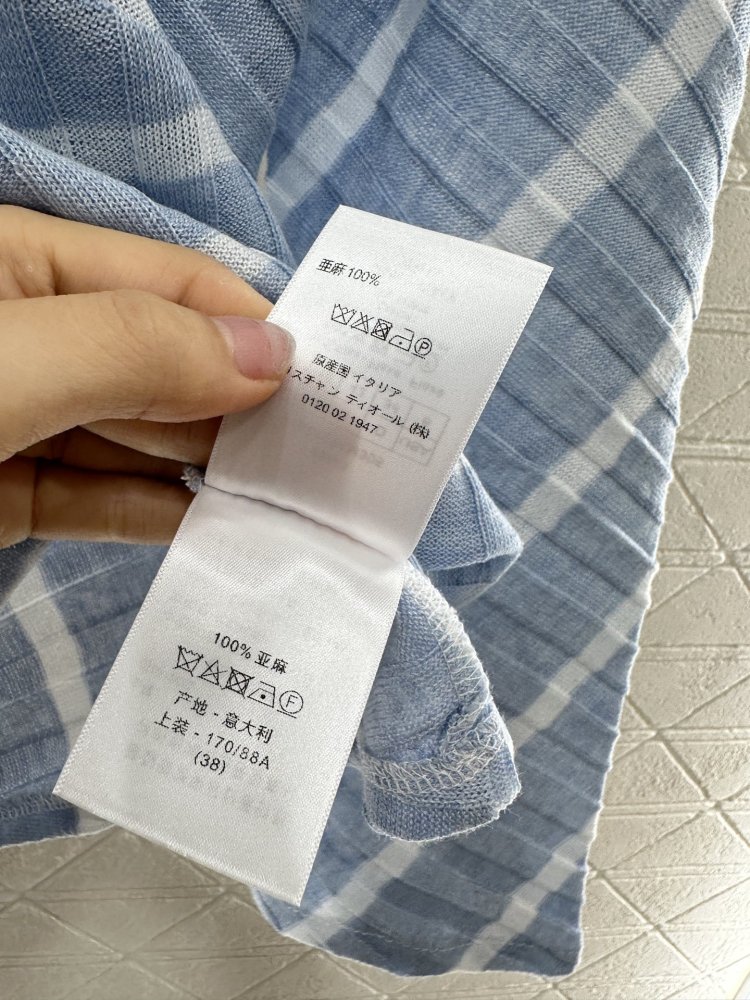 亜麻 100%
P
原産国 イタリア
リスチャン ディオール (株)
0120 02 1947
100% 亚麻
F
产地 - 意大利
上装 - 170/88A
(38)